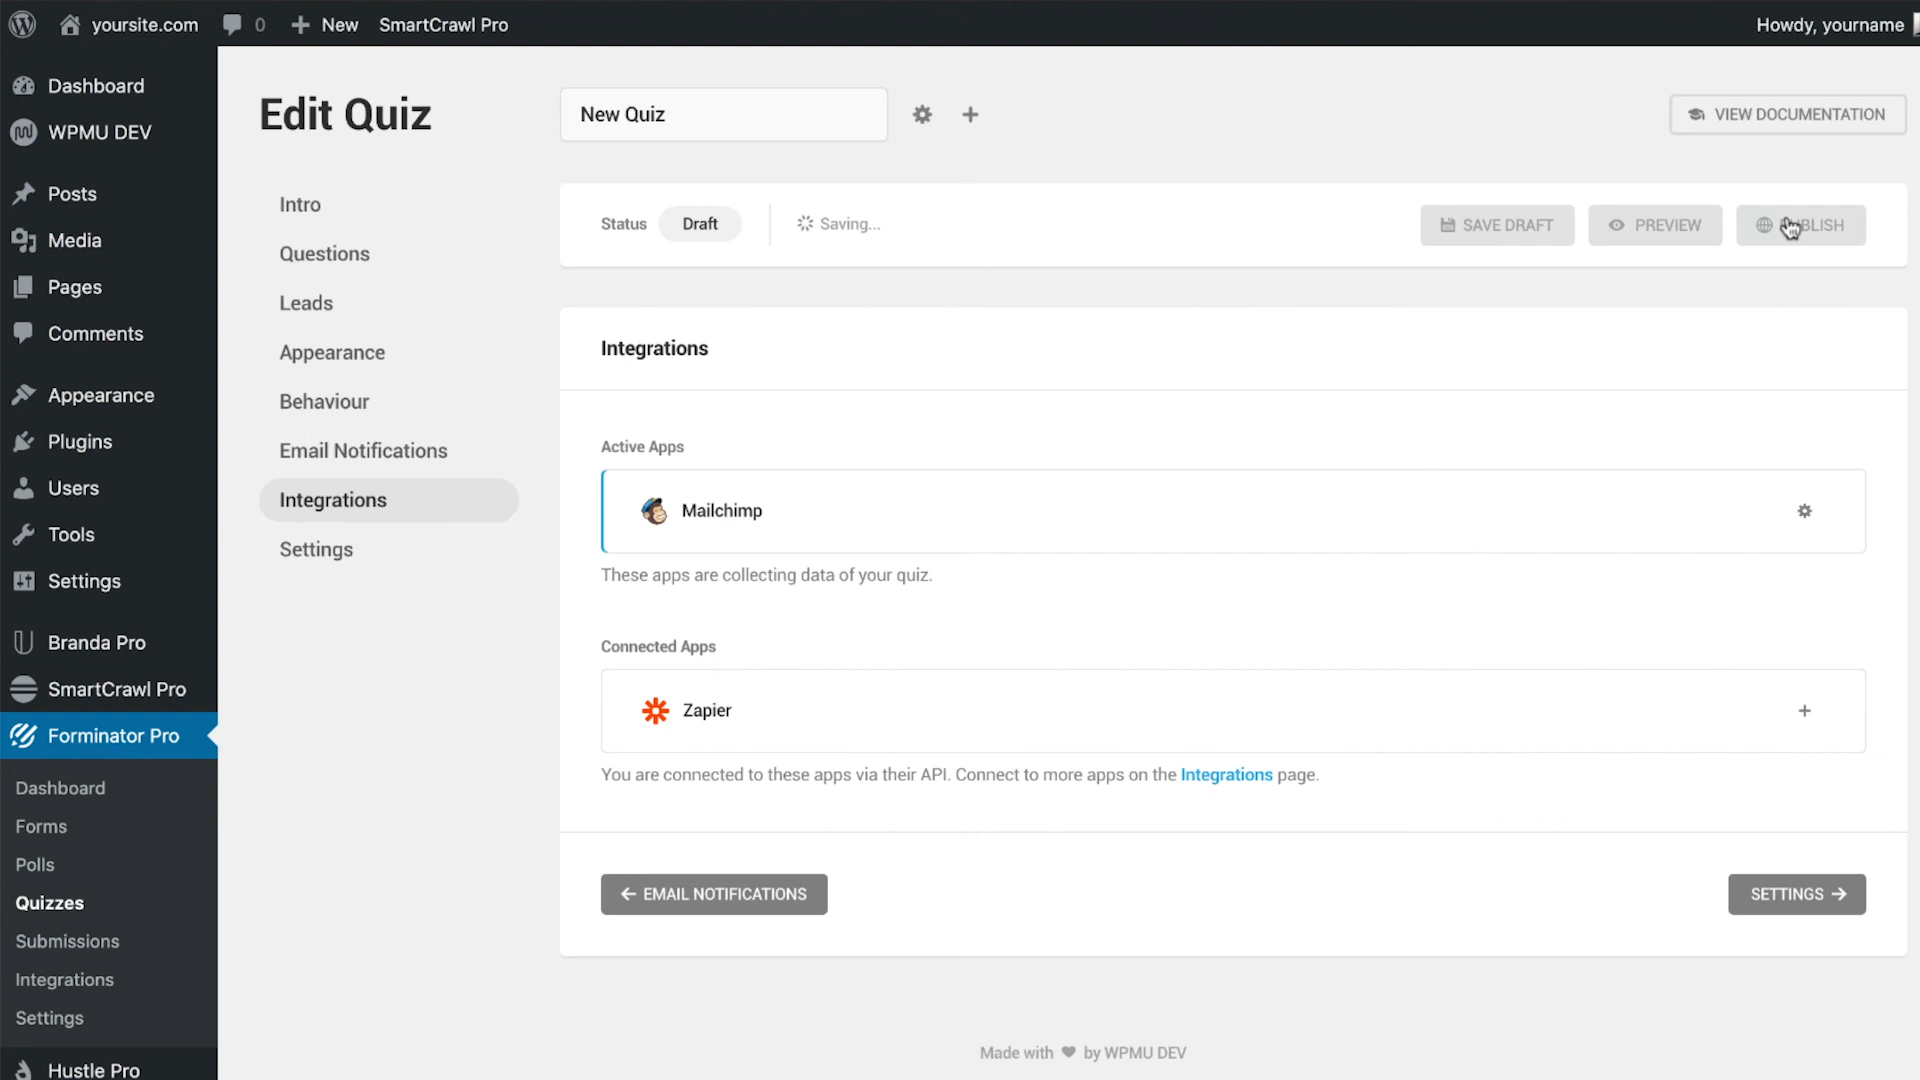 yoursite.com 0 New SmartCrawl Pro Howdy, yourname
Dashboard
WPMU DEV
Posts
Media
Pages
Comments
Appearance
Plugins
Users
Tools
Settings
Branda Pro
SmartCrawl Pro
Forminator Pro
Dashboard
Forms
Polls
Quizzes
Submissions
Integrations
Settings
Hustle Pro
Edit Quiz
New Quiz
VIEW DOCUMENTATION
Intro
Questions
Leads
Appearance
Behaviour
Email Notifications
Integrations
Settings
Status Draft Saving... SAVE DRAFT PREVIEW
Integrations
Active Apps
Mailchimp
These apps are collecting data of your quiz.
Connected Apps
Zapier
You are connected to these apps via their API. Connect to more apps on the Integrations page.
EMAIL NOTIFICATIONS SETTINGS
Made with by WPMU DEV